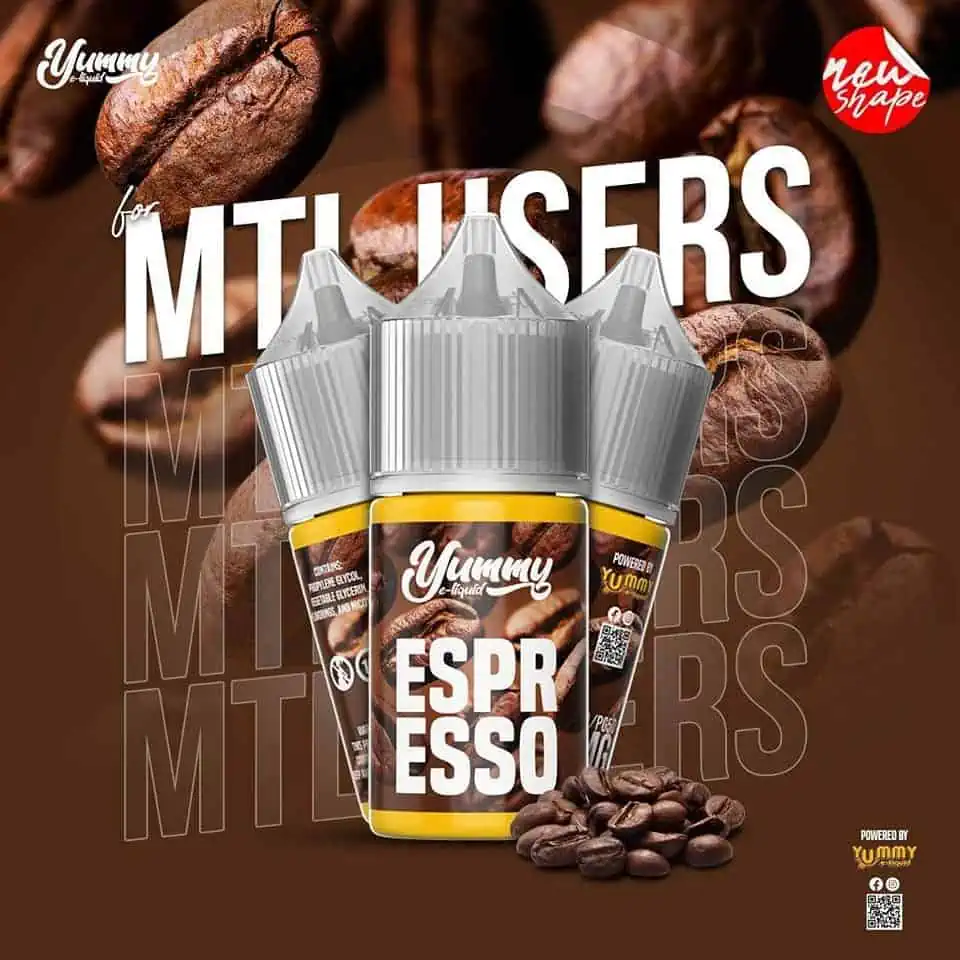 Yummy
e-liquid
new
shape
for
MTL USERS
MTL USERS
MTL USERS
MTL USERS
CONTAINS:
PROPYLENE GLYCOL,
VEGETABLE GLYCERIN,
AND
Yummy
e-liquid
ESPR
ESSO
POWERED BY
YUMMY
POWERED BY
YUMMY
e-liquid